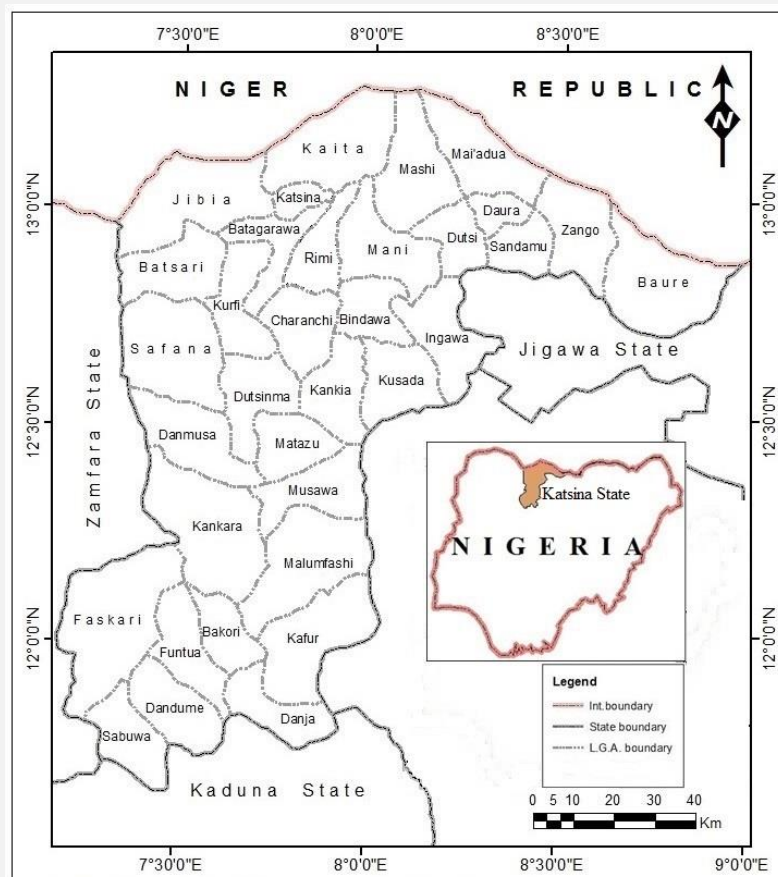 7°30'0"E 8°0'0"E 8°30'0"E
NIGER REPUBLIC
N
Kaita
Mai'adua
Mashi
Jibia
Katsina
13°0'0"N
13°0'0"N
Daura
Batagarawa
Dutsi
Zango
Batsari
Rimi
Mani
Sandamu
Baure
Kurfi
Charanchi
Bindawa
Safana
Ingawa
Jigawa State
Zamfara State
Dutsinma
Kankia
Kusada
12°30'0"N
12°30'0"N
Danmusa
Matazu
Musawa
Katsina State
Kankara
NIGERIA
Malumfashi
Faskari
Bakori
Kafur
12°0'0"N
12°0'0"N
Funtua
Dandume
Danja
Sabuwa
Kaduna State
Legend
Int.boundary
State boundary
L.G.A. boundary
0 5 10 20 30 40
Km
7°30'0"E 8°0'0"E 8°30'0"E 9°0'0"E